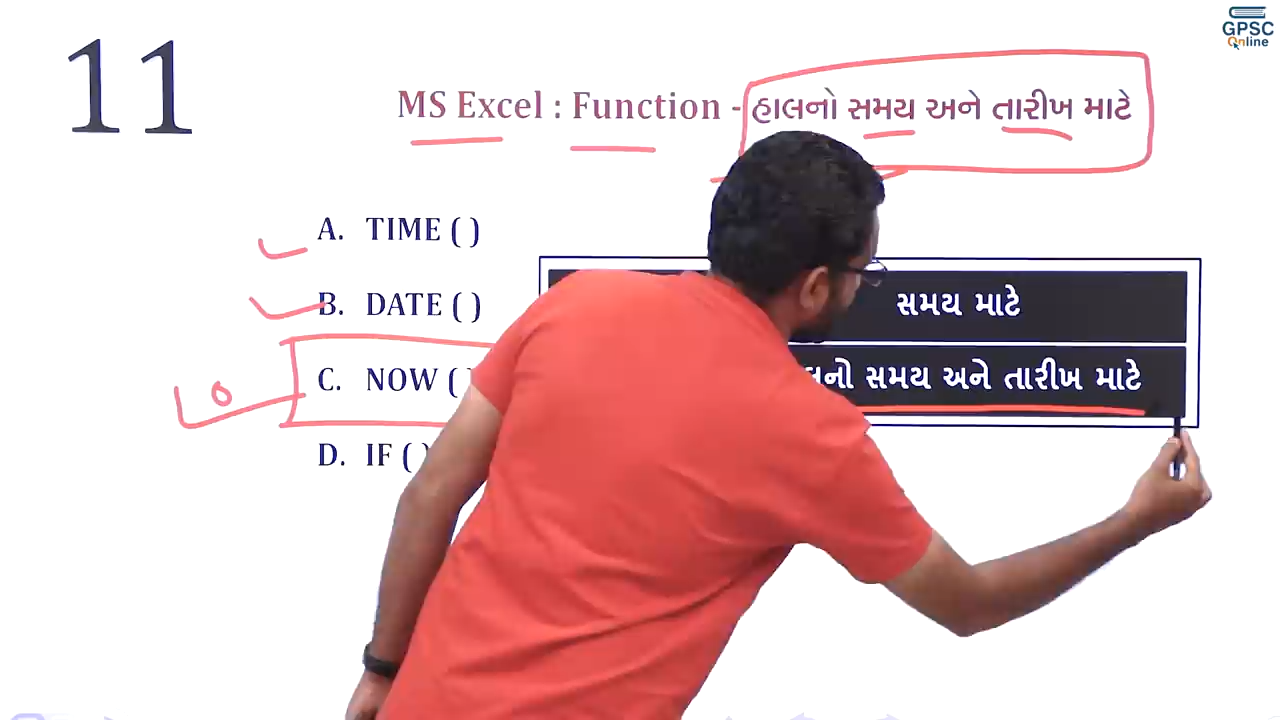 GPSC
Online
11
MS Excel : Function - હાલનો સમય અને તારીખ માટે
A. TIME ( )
B. DATE ( )
સમય માટે
C. NOW (
સમય અને તારીખ માટે
D. IF ( )